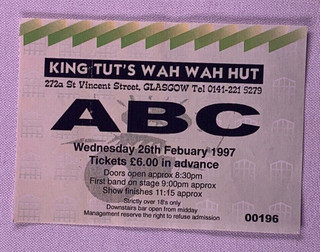 KING TUT'S WAH WAH HUT
272a St Vincent Street, GLASGOW Tel 0141-221 5279
ABC
Wednesday 26th Febuary 1997
Tickets £6.00 in advance
Doors open approx 8:30pm
First band on stage 9:00pm approx
Show finishes 11:15 approx
Strictly over 18's only
Downstairs bar open from midday
Management reserve the right to refuse admission
00196